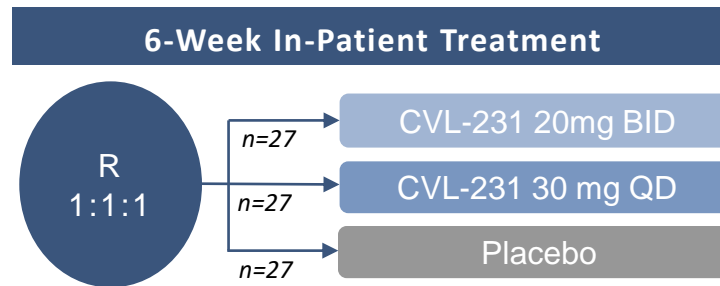 6-Week In-Patient Treatment
R
1:1:1
n=27
CVL-231 20mg BID
n=27
CVL-231 30 mg QD
n=27
Placebo